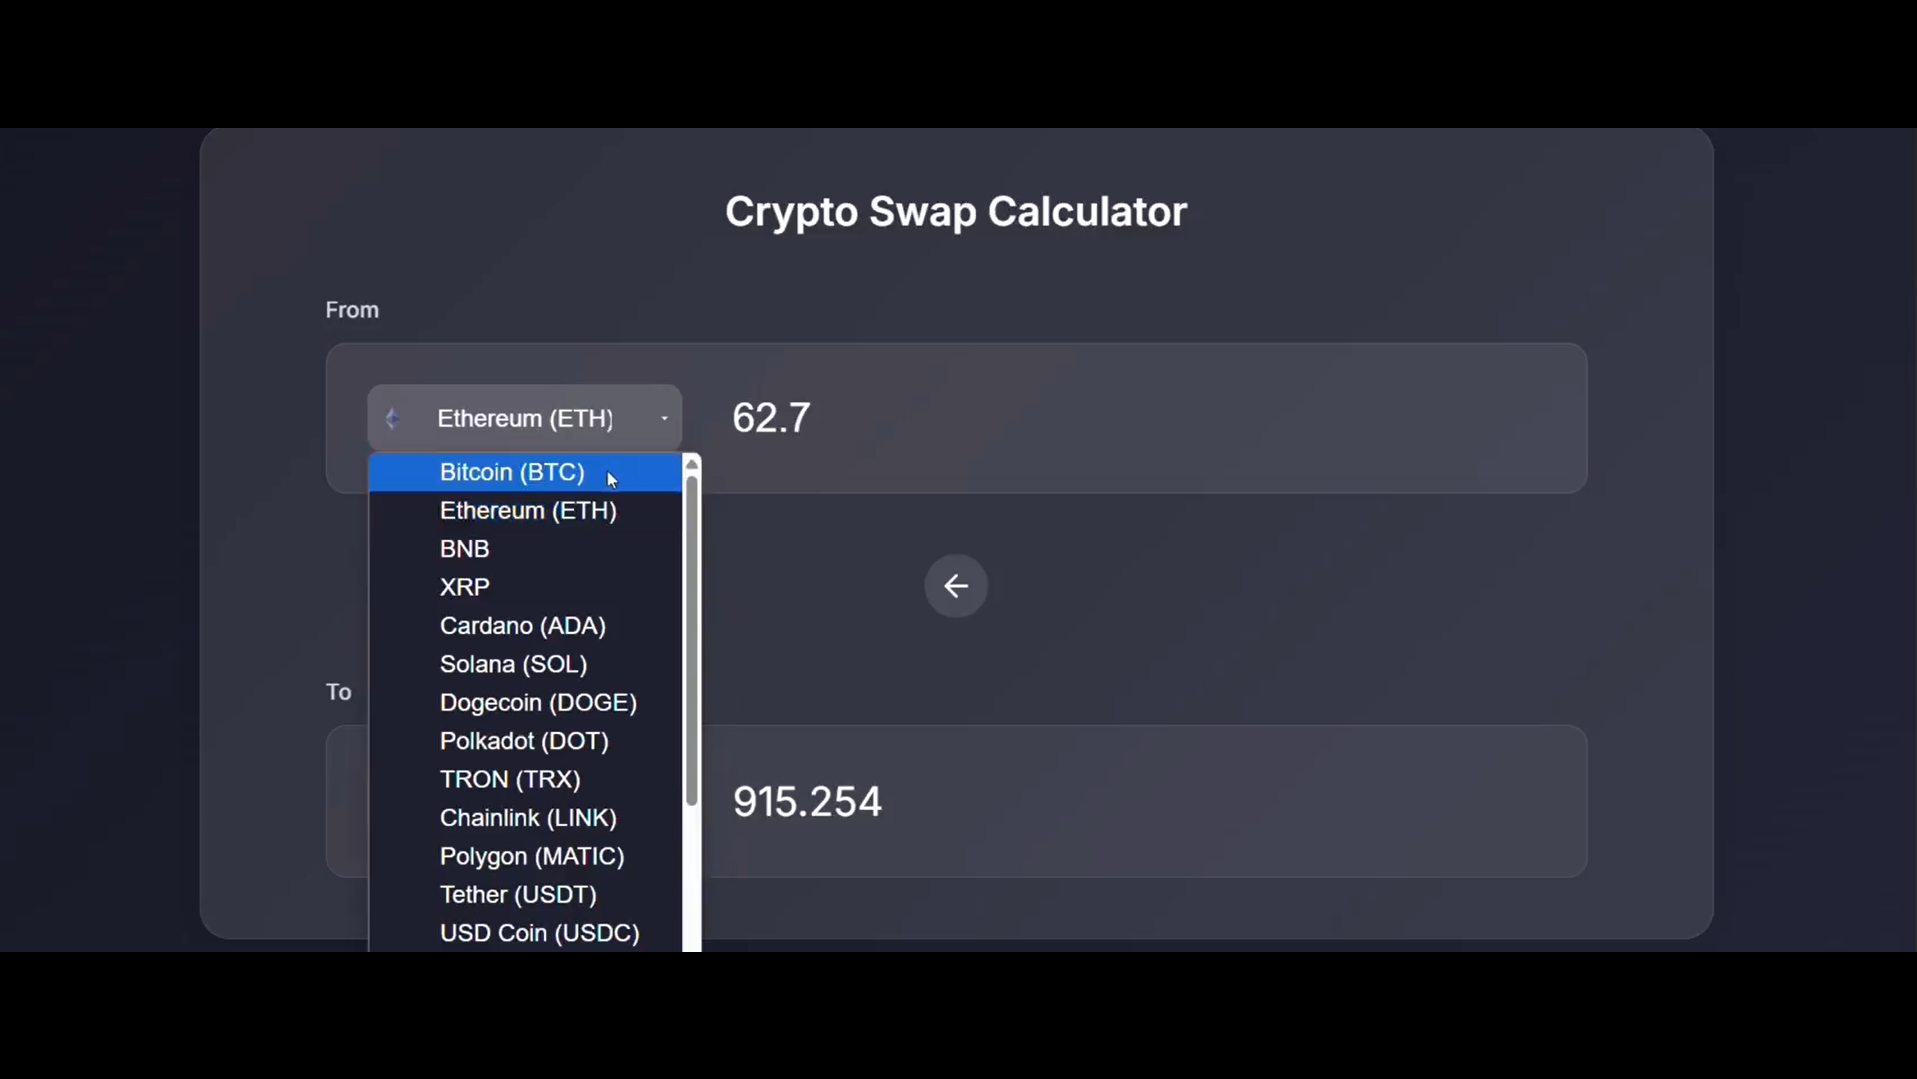 Crypto Swap Calculator
From
Ethereum (ETH)
62.7
Bitcoin (BTC)
Ethereum (ETH)
BNB
XRP
Cardano (ADA)
Solana (SOL)
To
Dogecoin (DOGE)
Polkadot (DOT)
TRON (TRX)
915.254
Chainlink (LINK)
Polygon (MATIC)
Tether (USDT)
USD Coin (USDC)